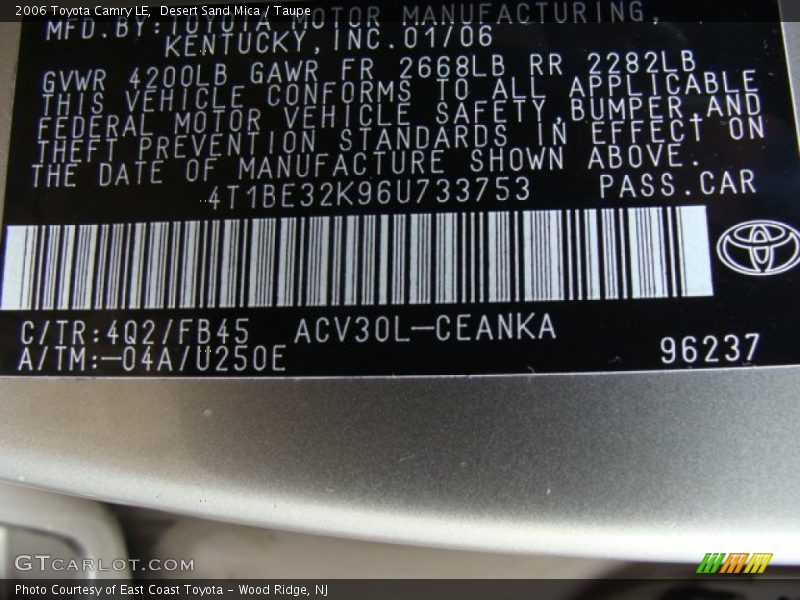 2006 Toyota Camry LE, Desert Sand Mica / Taupe
MFD.BY:TOYOTA MOTOR MANUFACTURING,
KENTUCKY,INC.01/06
GVWR 4200LB GAWR FR 2668LB RR 2282LB
THIS VEHICLE CONFORMS TO ALL APPLICABLE
FEDERAL MOTOR VEHICLE SAFETY,BUMPER,AND
THEFT PREVENTION STANDARDS IN EFFECT ON
THE DATE OF MANUFACTURE SHOWN ABOVE.
4T1BE32K96U733753 PASS.CAR
C/TR:4Q2/FB45 ACV30L-CEANKA
A/TM:-04A/U250E 96237
GTCARLOT.COM
Photo Courtesy of East Coast Toyota - Wood Ridge, NJ